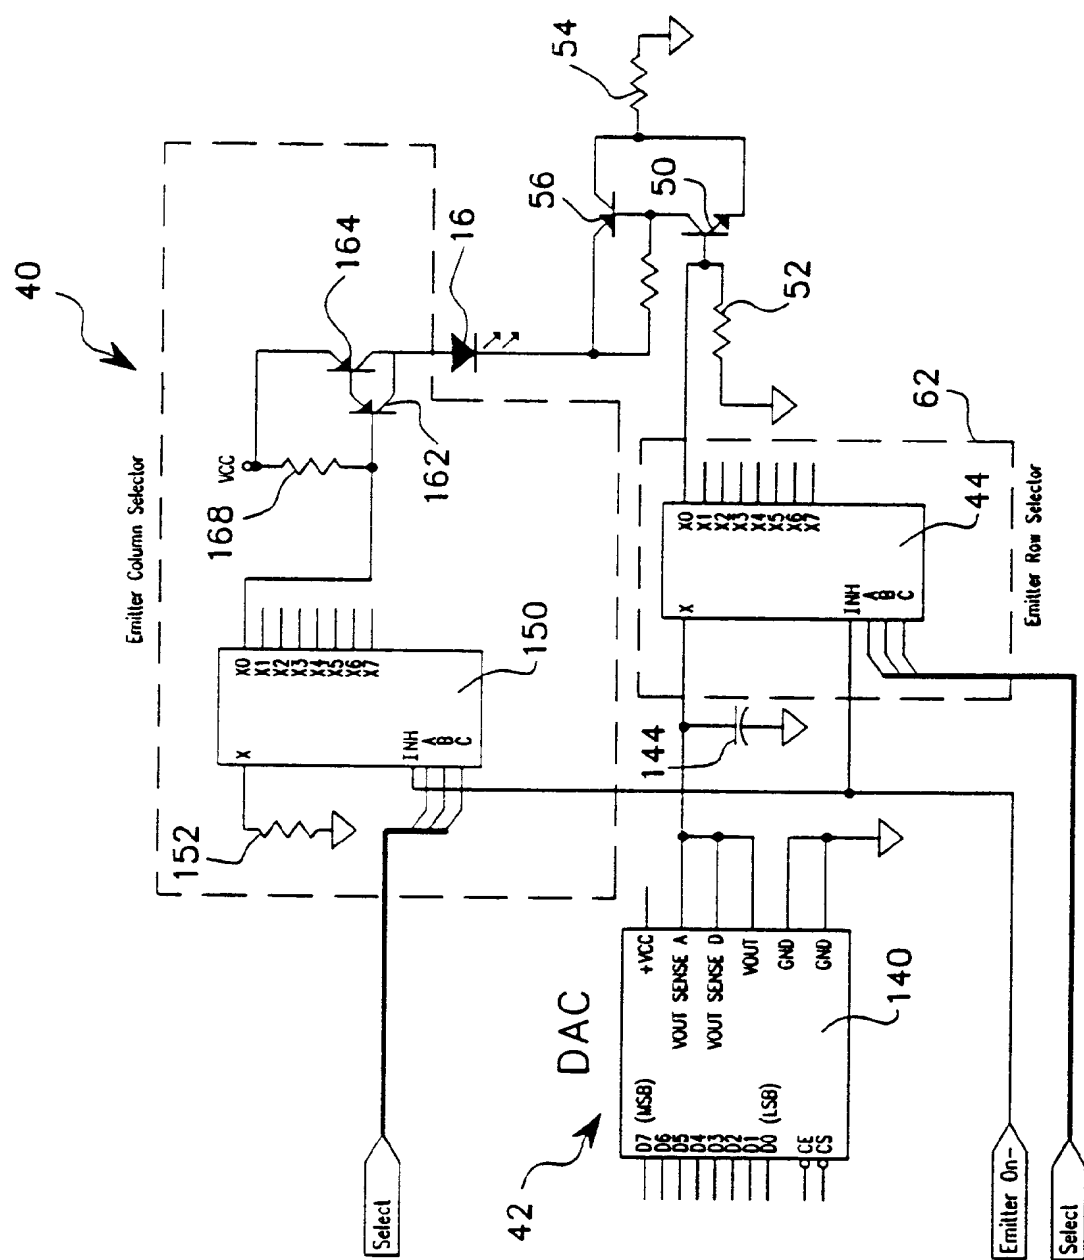 40
Emitter Column Selector
VCC
168
162
164
16
54
56
50
52
X0
X1
X2
X3
X4
X5
X6
X7
X
INH
A
B
C
150
152
62
X0
X1
X2
X3
X4
X5
X6
X7
X
INH
A
B
C
44
Emitter Row Selector
144
DAC
42
+VCC
VOUT SENSE A
VOUT SENSE D
VOUT
GND
GND
D7 (MSB)
D6
D5
D4
D3
D2
D1
D0 (LSB)
CE
CS
140
Select
Emitter On-
Select